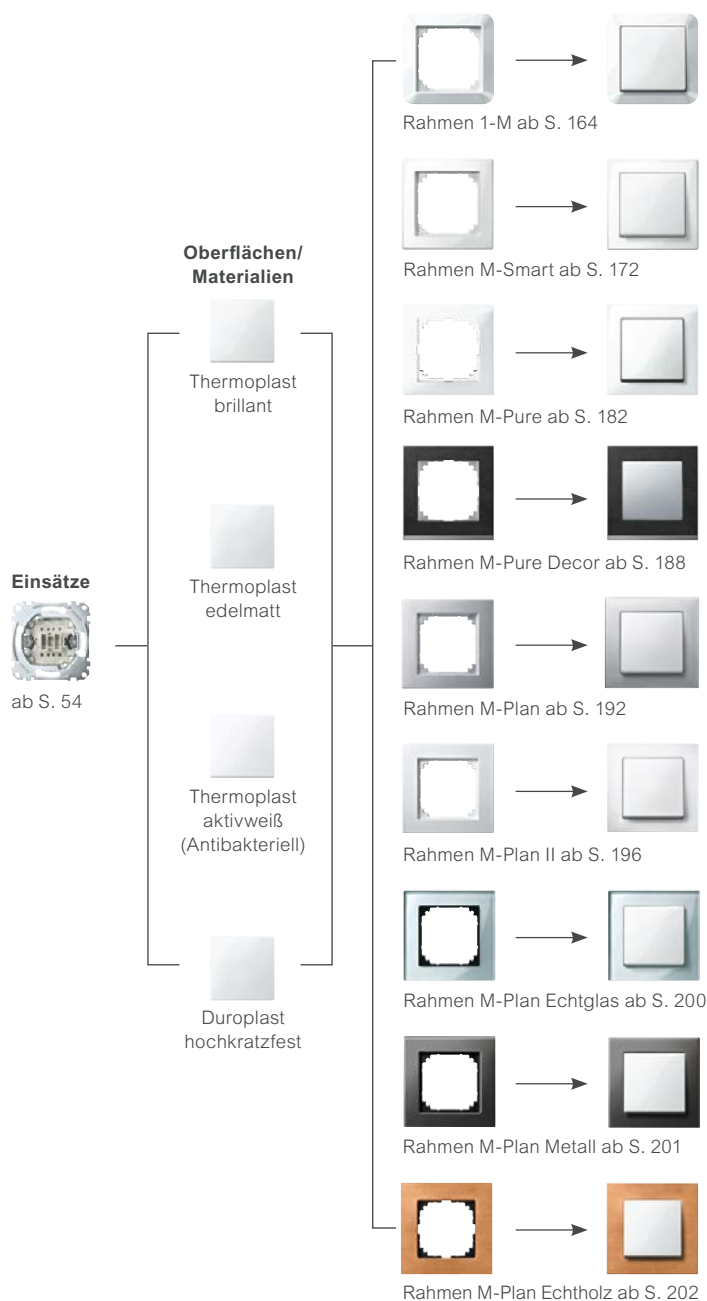 Einsätze
ab S. 54
Oberflächen/
Materialien
Thermoplast
brillant
Thermoplast
edelmatt
Thermoplast
aktivweiß
(Antibakteriell)
Duroplast
hochkratzfest
Rahmen 1-M ab S. 164
Rahmen M-Smart ab S. 172
Rahmen M-Pure ab S. 182
Rahmen M-Pure Decor ab S. 188
Rahmen M-Plan ab S. 192
Rahmen M-Plan II ab S. 196
Rahmen M-Plan Echtglas ab S. 200
Rahmen M-Plan Metall ab S. 201
Rahmen M-Plan Echtholz ab S. 202